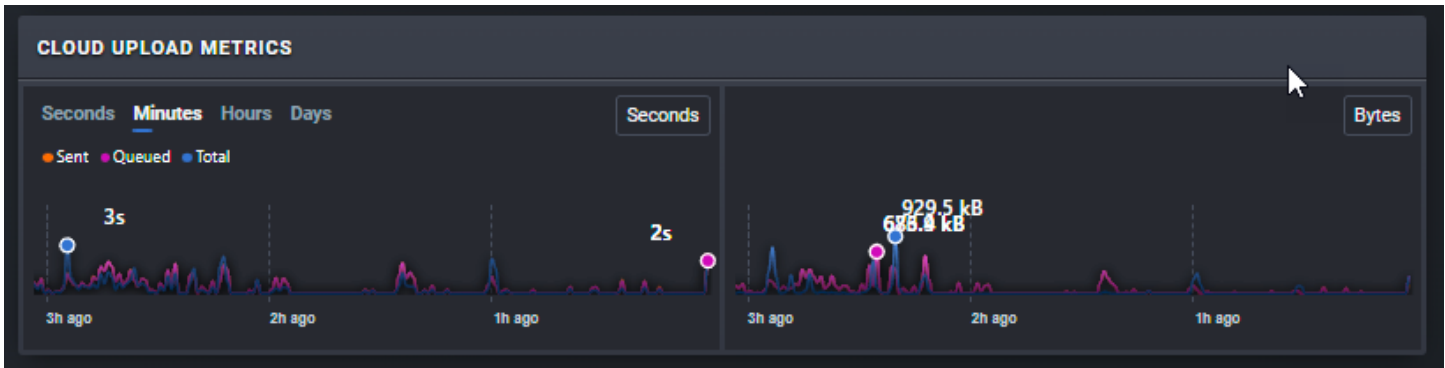 CLOUD UPLOAD METRICS
Seconds Minutes Hours Days
Seconds
Sent Queued Total
3s
2s
3h ago 2h ago 1h ago
Bytes
929.5 kB
kB
3h ago 2h ago 1h ago